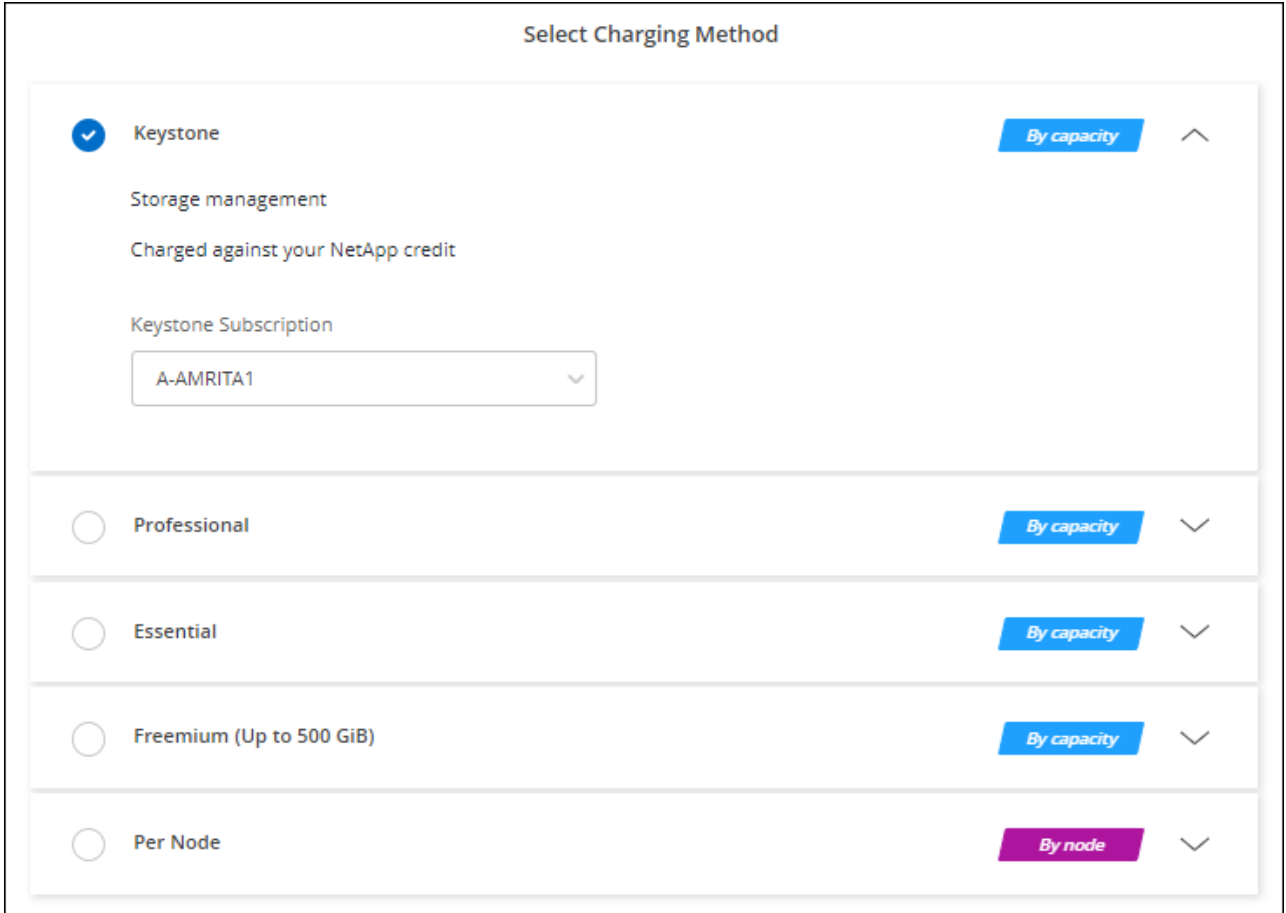 Select Charging Method
Keystone
By capacity
Storage management
Charged against your NetApp credit
Keystone Subscription
A-AMRITA1
Professional
By capacity
Essential
By capacity
Freemium (Up to 500 GiB)
By capacity
Per Node
By node